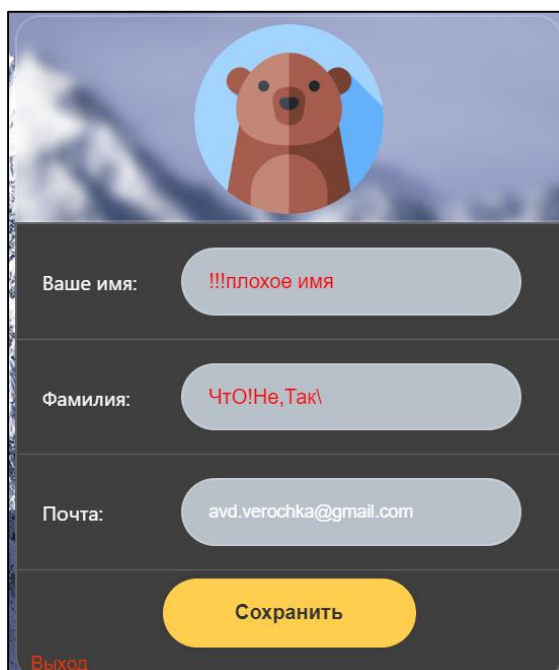 Ваше имя: !!!плохое имя
Фамилия: ЧтО!Не,Так\
Почта: avd.verochka@gmail.com
Сохранить
Выход